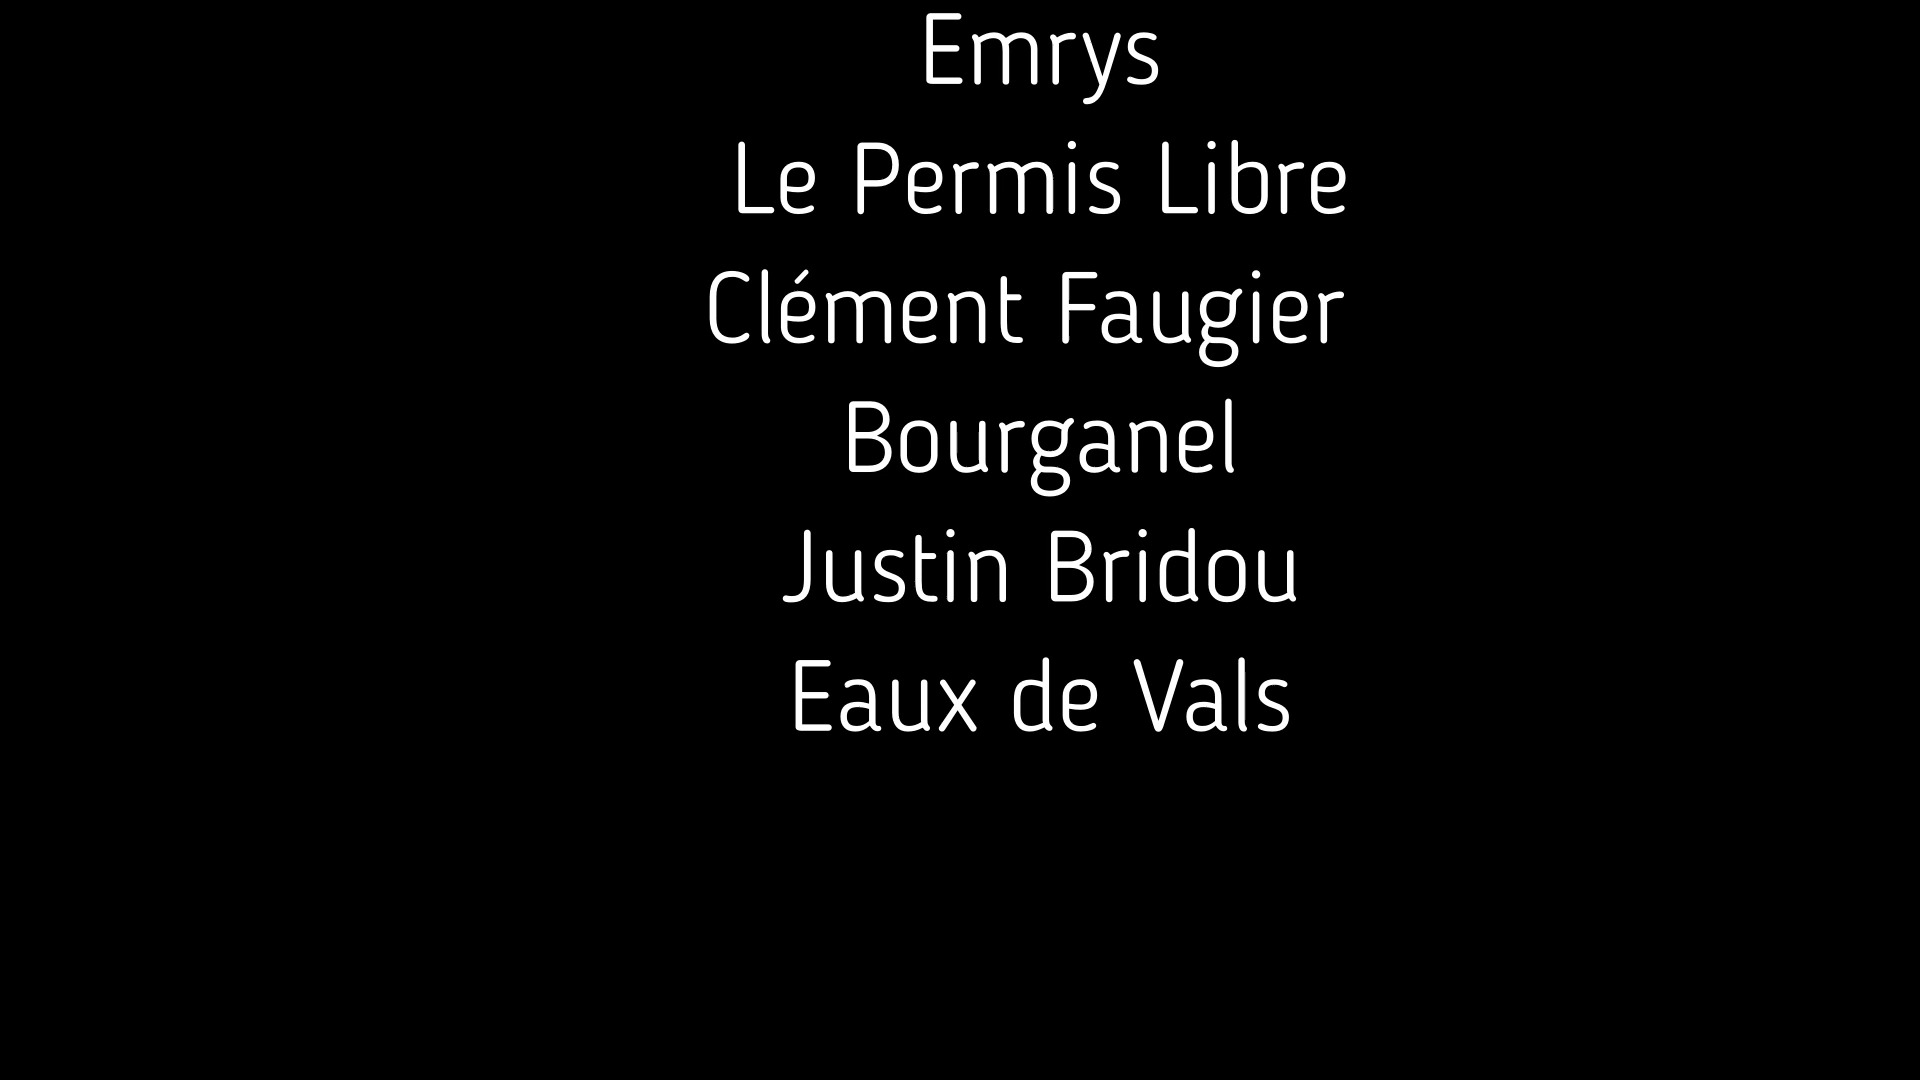 Emrys
Le Permis Libre
Clément Faugier
Bourganel
Justin Bridou
Eaux de Vals